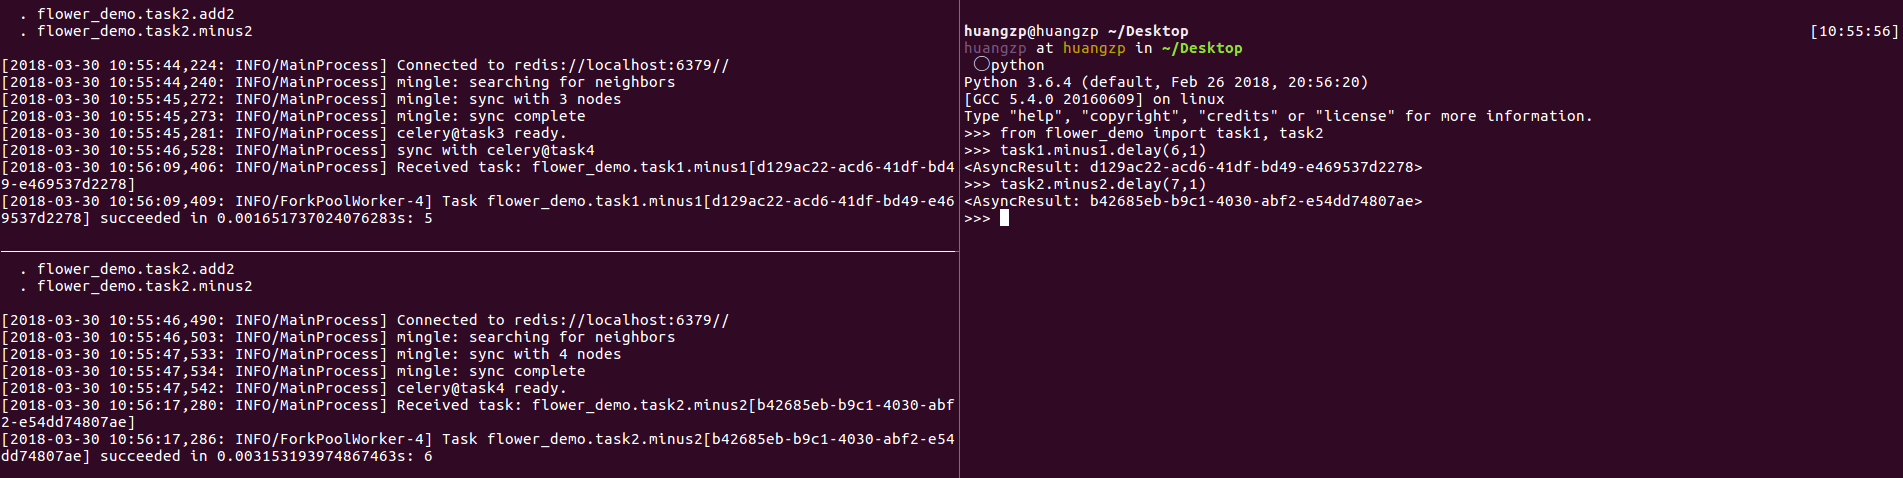 . flower_demo.task2.add2
. flower_demo.task2.minus2
[2018-03-30 10:55:44,224: INFO/MainProcess] Connected to redis://localhost:6379//
[2018-03-30 10:55:44,240: INFO/MainProcess] mingle: searching for neighbors
[2018-03-30 10:55:45,272: INFO/MainProcess] mingle: sync with 3 nodes
[2018-03-30 10:55:45,273: INFO/MainProcess] mingle: sync complete
[2018-03-30 10:55:45,281: INFO/MainProcess] celery@task3 ready.
[2018-03-30 10:55:46,528: INFO/MainProcess] sync with celery@task4
[2018-03-30 10:56:09,406: INFO/MainProcess] Received task: flower_demo.task1.minus1[d129ac22-acd6-41df-bd4
9-e469537d2278]
[2018-03-30 10:56:09,409: INFO/ForkPoolWorker-4] Task flower_demo.task1.minus1[d129ac22-acd6-41df-bd49-e46
9537d2278] succeeded in 0.001651737024076283s: 5
. flower_demo.task2.add2
. flower_demo.task2.minus2
[2018-03-30 10:55:46,490: INFO/MainProcess] Connected to redis://localhost:6379//
[2018-03-30 10:55:46,503: INFO/MainProcess] mingle: searching for neighbors
[2018-03-30 10:55:47,533: INFO/MainProcess] mingle: sync with 4 nodes
[2018-03-30 10:55:47,534: INFO/MainProcess] mingle: sync complete
[2018-03-30 10:55:47,542: INFO/MainProcess] celery@task4 ready.
[2018-03-30 10:56:17,280: INFO/MainProcess] Received task: flower_demo.task2.minus2[b42685eb-b9c1-4030-abf
2-e54dd74807ae]
[2018-03-30 10:56:17,286: INFO/ForkPoolWorker-4] Task flower_demo.task2.minus2[b42685eb-b9c1-4030-abf2-e54
dd74807ae] succeeded in 0.003153193974867463s: 6
huangzp@huangzp ~/Desktop [10:55:56]
huangzp at huangzp in ~/Desktop
○python
Python 3.6.4 (default, Feb 26 2018, 20:56:20)
[GCC 5.4.0 20160609] on linux
Type "help", "copyright", "credits" or "license" for more information.
>>> from flower_demo import task1, task2
>>> task1.minus1.delay(6,1)
<AsyncResult: d129ac22-acd6-41df-bd49-e469537d2278>
>>> task2.minus2.delay(7,1)
<AsyncResult: b42685eb-b9c1-4030-abf2-e54dd74807ae>
>>>